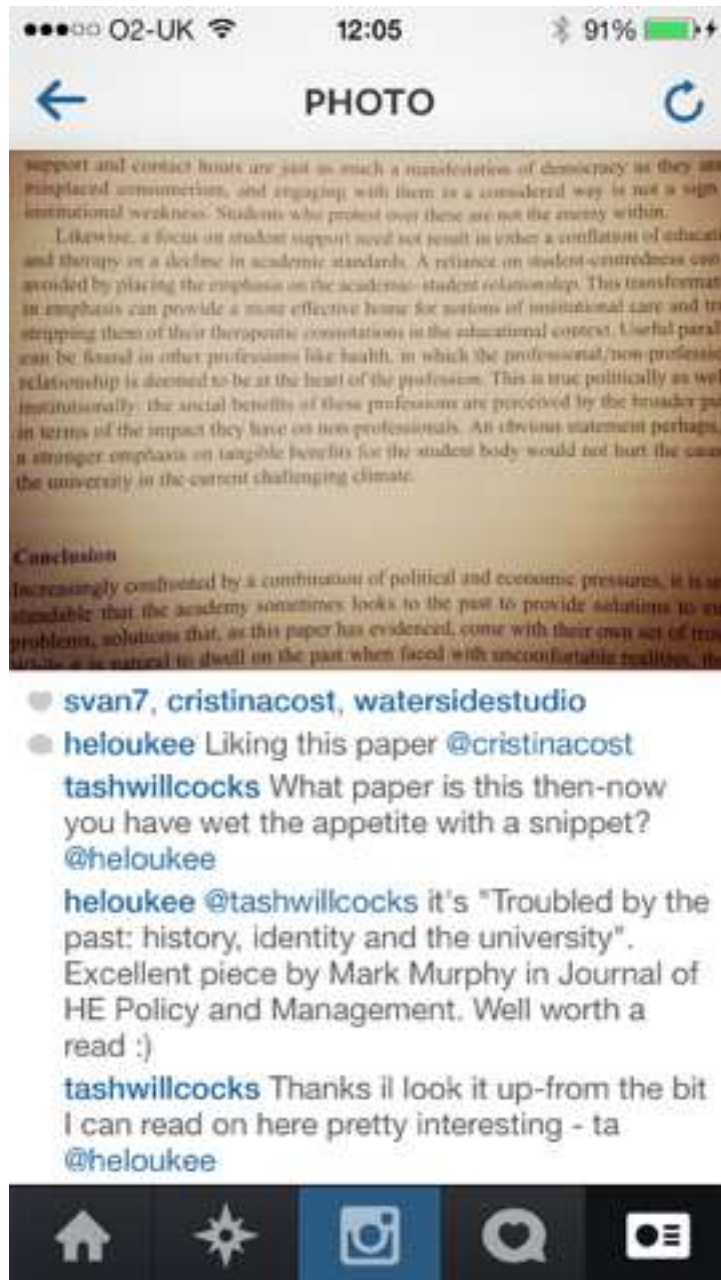 O2-UK 12:05 91%
PHOTO
support and contact hours are just as much a manifestation of democracy as they
misplaced consumerism, and engaging with them in a considered way is not a sign
institutional weakness. Students who protest over these are not the enemy within.
Likewise, a focus on student support need not result in either a conflation of
and therapy or a decline in academic standards. A reliance on student-centredness
avoided by placing the emphasis on the academic-student relationship. This
in emphasis can provide a more effective home for notions of institutional care and
stripping them of their therapeutic connotations in the educational context. Useful
can be found in other professions like health, in which the professional/non-
relationship is deemed to be at the heart of the profession. This is true politically as
institutionally: the social benefits of these professions are perceived by the broader
in terms of the impact they have on non-professionals. An obvious statement perhaps,
a stronger emphasis on tangible benefits for the student body would not hurt the
the university in the current challenging climate.
Conclusion
Increasingly confronted by a combination of political and economic pressures, it is
that the academy sometimes looks to the past to provide solutions to
problems, solutions that, as this paper has evidenced, come with their own set of
While it is natural to dwell on the past when faced with uncomfortable realities,
svan7, cristinacost, watersidestudio
heloukee Liking this paper @cristinacost
tashwillcocks What paper is this then-now
you have wet the appetite with a snippet?
@heloukee
heloukee @tashwillcocks it's "Troubled by the
past: history, identity and the university".
Excellent piece by Mark Murphy in Journal of
HE Policy and Management. Well worth a
read :)
tashwillcocks Thanks il look it up-from the bit
I can read on here pretty interesting - ta
@heloukee